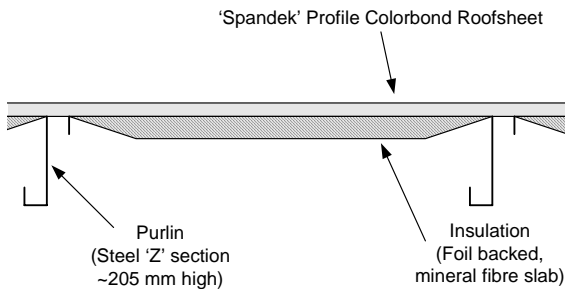 ‘Spandek’ Profile Colorbond Roofsheet
Purlin
(Steel ‘Z’ section
~205 mm high)
Insulation
(Foil backed,
mineral fibre slab)